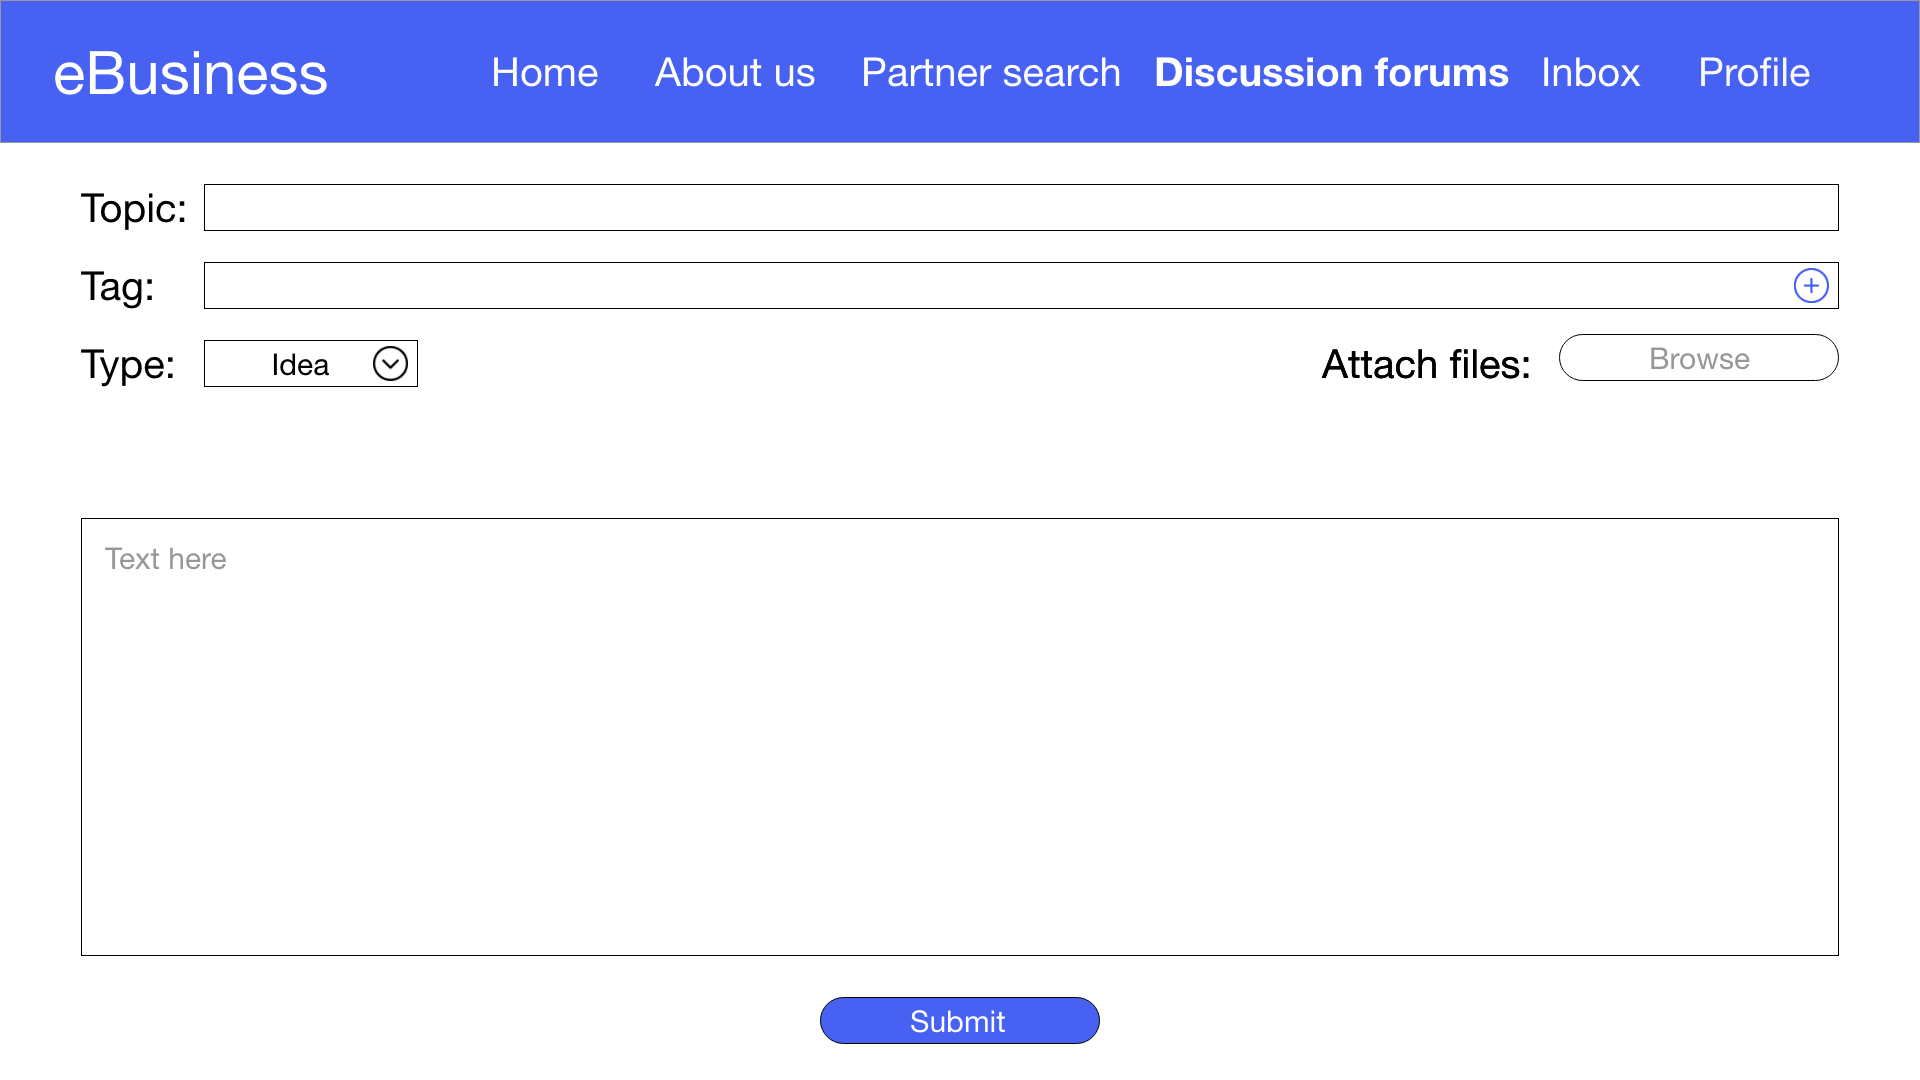 eBusiness Home About us Partner search Discussion forums Inbox Profile
Topic:
Tag:
Type: Idea Attach files: Browse
Text here
Submit